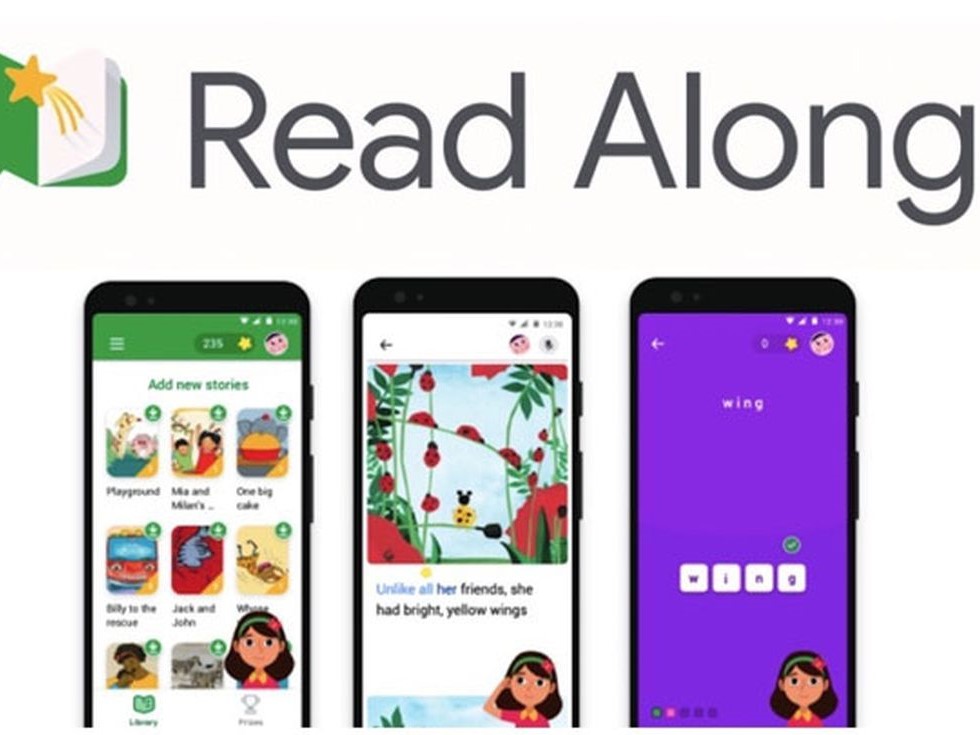 Read Along
12:30
235
Add new stories
Playground
Mia and
Milan's ...
One big
cake
Billy to the
rescue
Jack and
John
Whose
Library
Prizes
12:30
Unlike all her friends, she
had bright, yellow wings
12:30
0
wing
w i n g